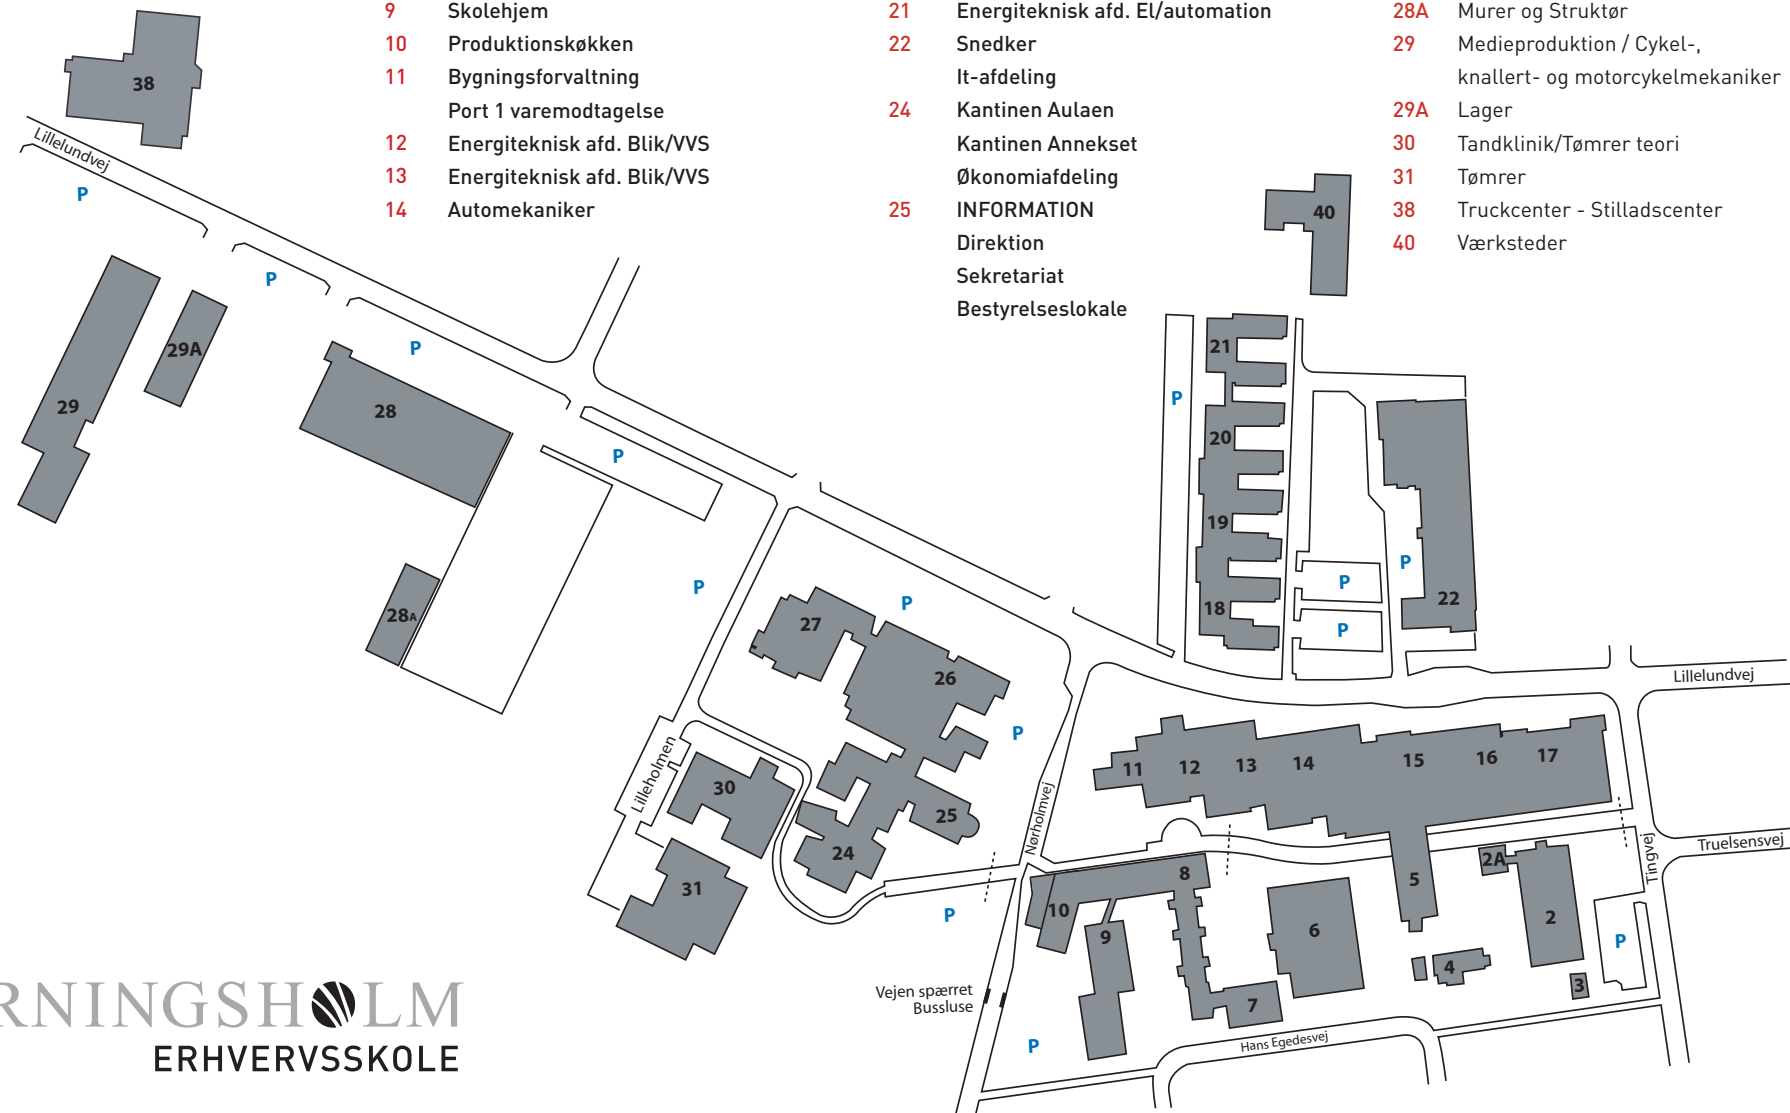 9 Skolehjem
10 Produktionskøkken
11 Bygningsforvaltning
Port 1 varemodtagelse
12 Energiteknisk afd. Blik/VVS
13 Energiteknisk afd. Blik/VVS
14 Automekaniker
21 Energiteknisk afd. El/automation
22 Snedker
It-afdeling
24 Kantinen Aulaen
Kantinen Annekset
Økonomiafdeling
25 INFORMATION
Direktion
Sekretariat
Bestyrelseslokale
28A Murer og Struktør
29 Medieproduktion / Cykel-,
knallert- og motorcykelmekaniker
29A Lager
30 Tandklinik/Tømrer teori
31 Tømrer
38 Truckcenter - Stilladscenter
40 Værksteder
38
Lillelundvej
P
P
P
P
29
29A
28
28A
P
40
21
20
19
18
P
22
P
P
P
27
26
25
24
P
P
30
31
Lilleholmen
Nørholmvej
Lillelundvej
11
12
13
14
15
16
17
Truelsensvej
Tingvej
2A
2
3
4
5
6
7
8
9
10
P
P
P
Vejen spærret
Bussluse
Hans Egedesvej
RNINGSHOLM
ERHVERVSSKOLE